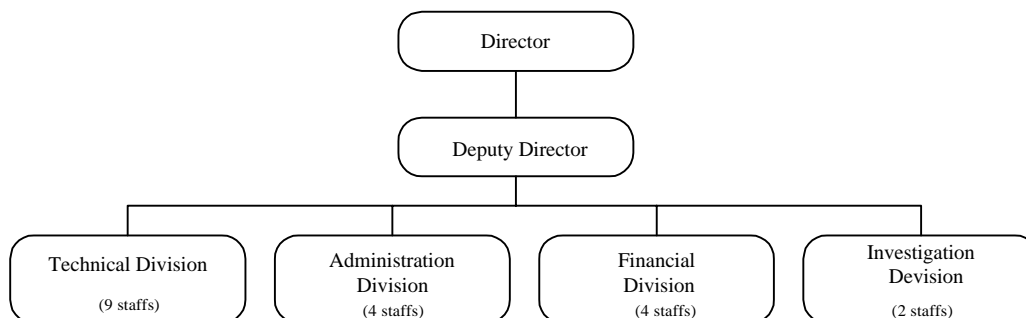 Director
Deputy Director
Technical Division
(9 staffs)
Administration
Division
(4 staffs)
Financial
Division
(4 staffs)
Investigation
Devision
(2 staffs)